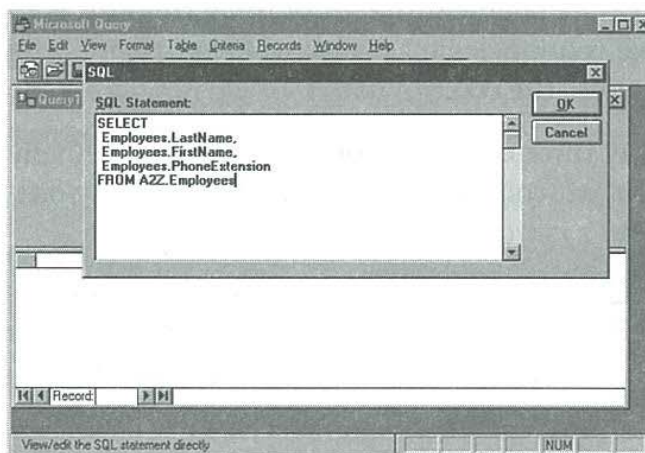 Microsoft Query
File Edit View Format Table Criteria Records Window Help
SQL
SQL Statement:
SELECT
Employees.LastName,
Employees.FirstName,
Employees.PhoneExtension
FROM A2Z.Employees
OK
Cancel
Record:
View/edit the SQL statement directly
NUM